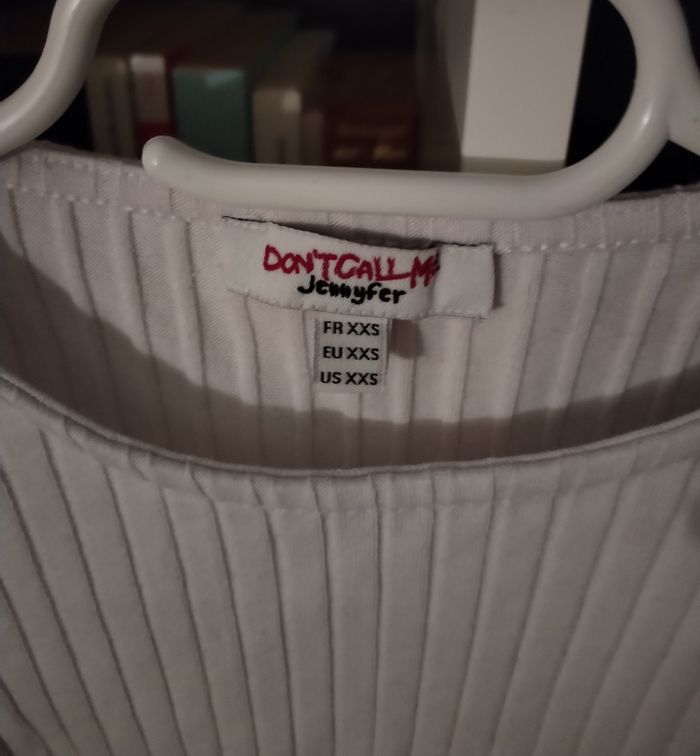 DON'T CALL ME
Jennyfer
FR XXS
EU XXS
US XXS